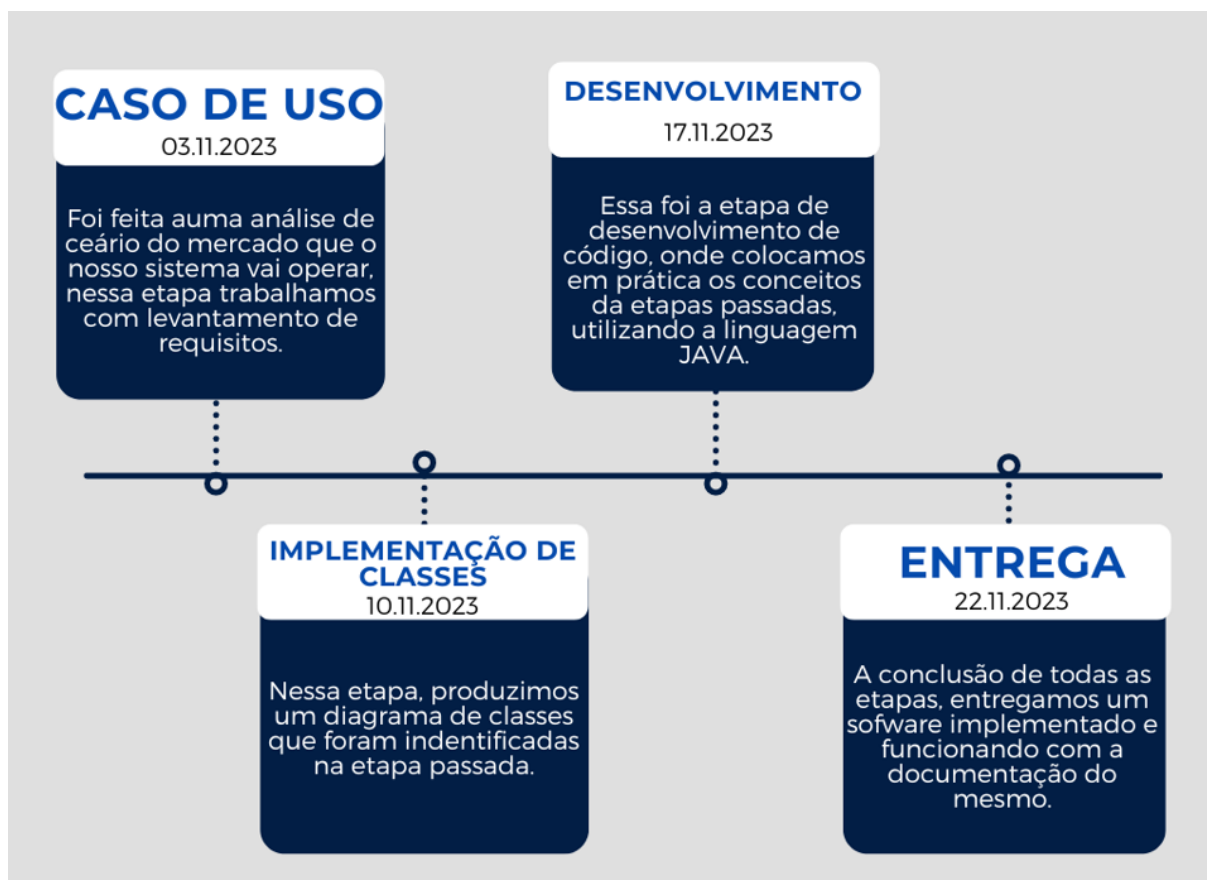 CASO DE USO
03.11.2023
Foi feita auma análise de
ceário do mercado que o
nosso sistema vai operar,
nessa etapa trabalhamos
com levantamento de
requisitos.
IMPLEMENTAÇÃO DE
CLASSES
10.11.2023
Nessa etapa, produzimos
um diagrama de classes
que foram indentificadas
na etapa passada.
DESENVOLVIMENTO
17.11.2023
Essa foi a etapa de
desenvolvimento de
código, onde colocamos
em prática os conceitos
da etapas passadas,
utilizando a linguagem
JAVA.
ENTREGA
22.11.2023
A conclusão de todas as
etapas, entregamos um
sofware implementado e
funcionando com a
documentação do
mesmo.